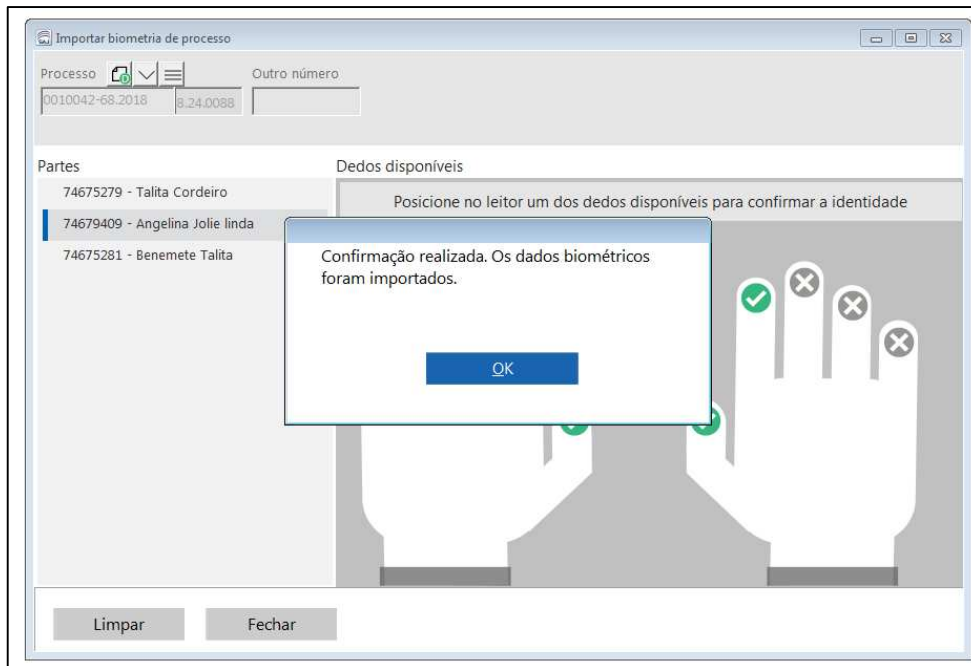 Importar biometria de processo
Processo
Outro número
0010042-68.2018 8.24.0088
Partes
Dedos disponíveis
74675279 - Talita Cordeiro
Posicione no leitor um dos dedos disponíveis para confirmar a identidade
74679409 - Angelina Jolie linda
74675281 - Benemete Talita
Confirmação realizada. Os dados biométricos
foram importados.
OK
Limpar
Fechar